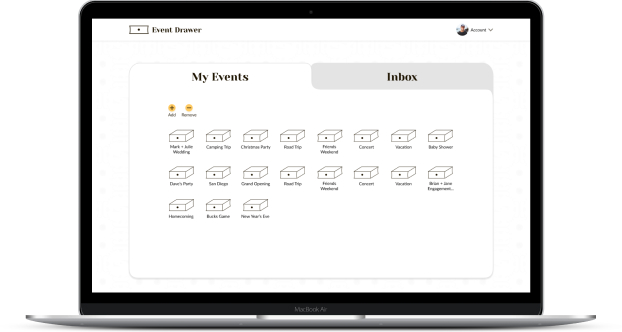 Event Drawer
Account
My Events
Inbox
Add Remove
Mark + Julie Wedding
Camping Trip
Christmas Party
Road Trip
Friends Weekend
Concert
Vacation
Baby Shower
Dave's Party
San Diego
Grand Opening
Road Trip
Friends Weekend
Concert
Vacation
Brian + Jane Engagement...
Homecoming
Bucks Game
New Year's Eve
MacBook Air